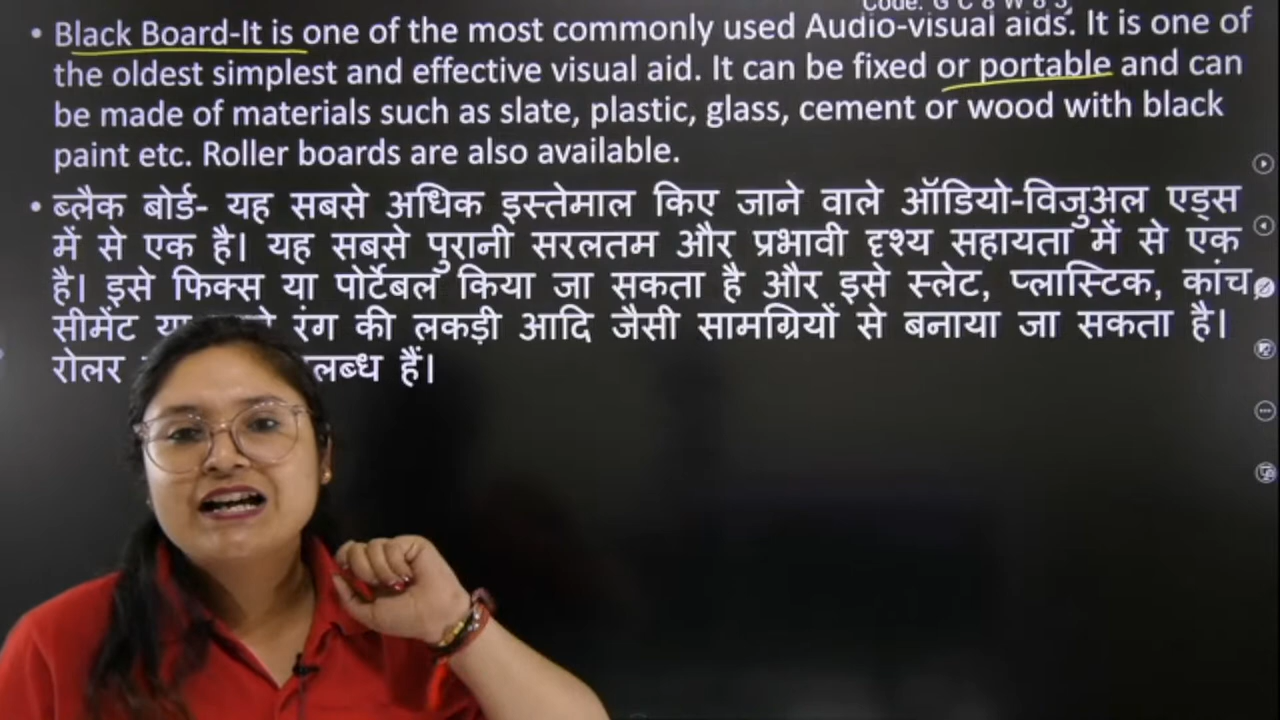 • Black Board-It is one of the most commonly used Audio-visual aids. It is one of
the oldest simplest and effective visual aid. It can be fixed or portable and can
be made of materials such as slate, plastic, glass, cement or wood with black
paint etc. Roller boards are also available.
• ब्लैक बोर्ड- यह सबसे अधिक इस्तेमाल किए जाने वाले ऑडियो-विजुअल एड्स
में से एक है। यह सबसे पुरानी सरलतम और प्रभावी दृश्य सहायता में से एक
है। इसे फिक्स या पोर्टेबल किया जा सकता है और इसे स्लेट, प्लास्टिक, कांच
सीमेंट या रंग की लकड़ी आदि जैसी सामग्रियों से बनाया जा सकता है।
रोलर हैं।